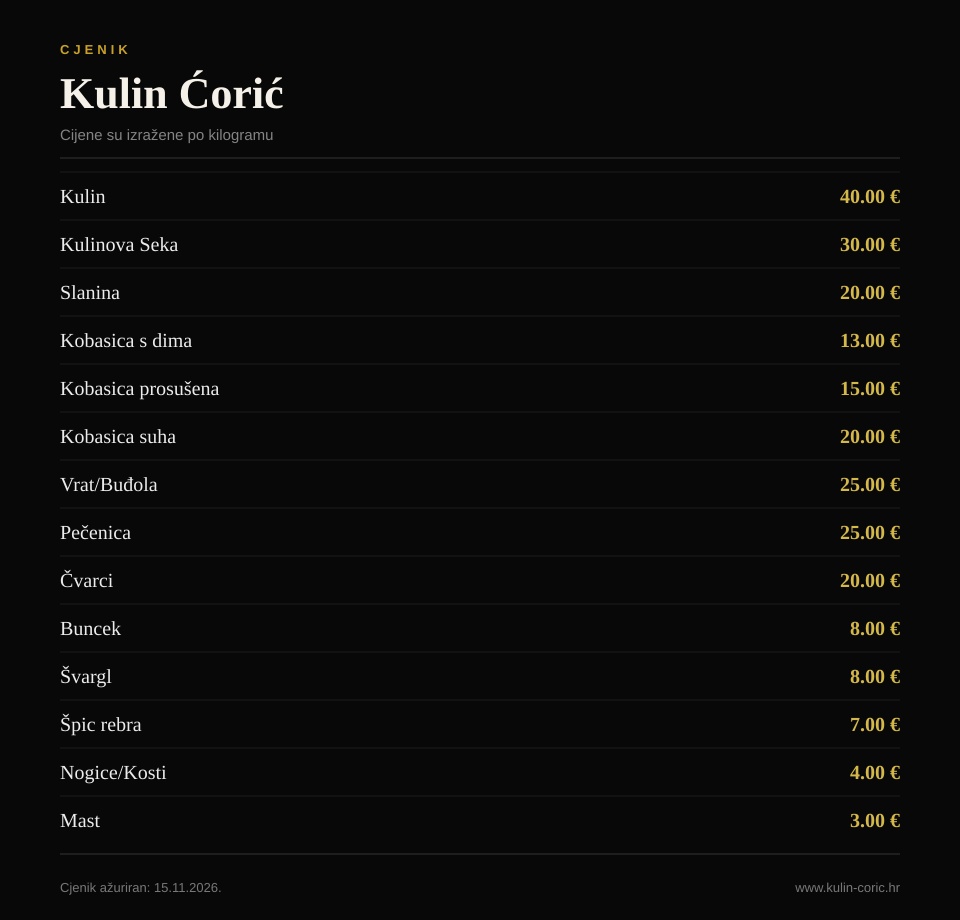 CJENIK
Kulin Ćorić
Cijene su izražene po kilogramu
Kulin 40.00 €
Kulinova Seka 30.00 €
Slanina 20.00 €
Kobasica s dima 13.00 €
Kobasica prosušena 15.00 €
Kobasica suha 20.00 €
Vrat/Buđola 25.00 €
Pečenica 25.00 €
Čvarci 20.00 €
Buncek 8.00 €
Švargl 8.00 €
Špic rebra 7.00 €
Nogice/Kosti 4.00 €
Mast 3.00 €
Cjenik ažuriran: 15.11.2026. www.kulin-coric.hr